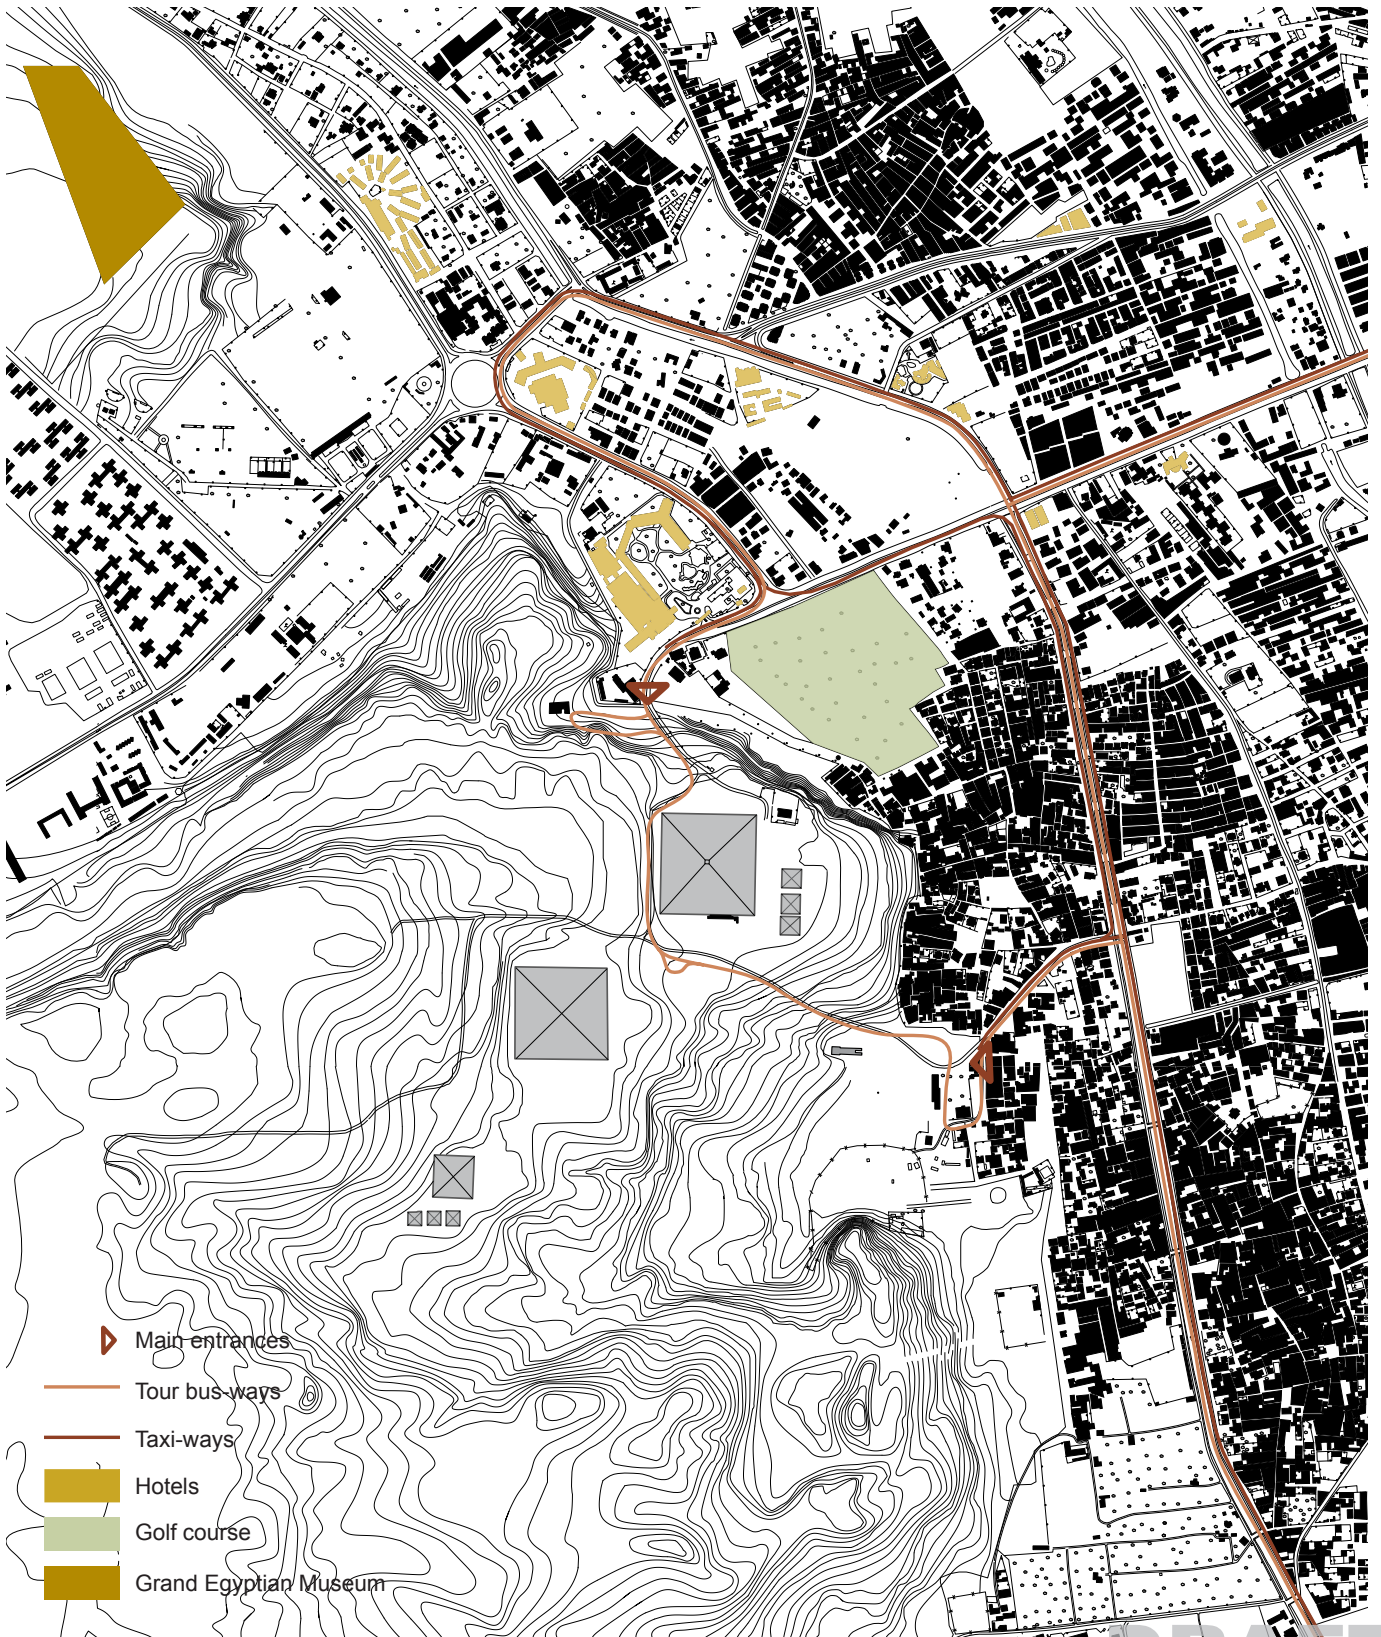 Main entrances
Tour bus-ways
Taxi-ways
Hotels
Golf course
Grand Egyptian Museum